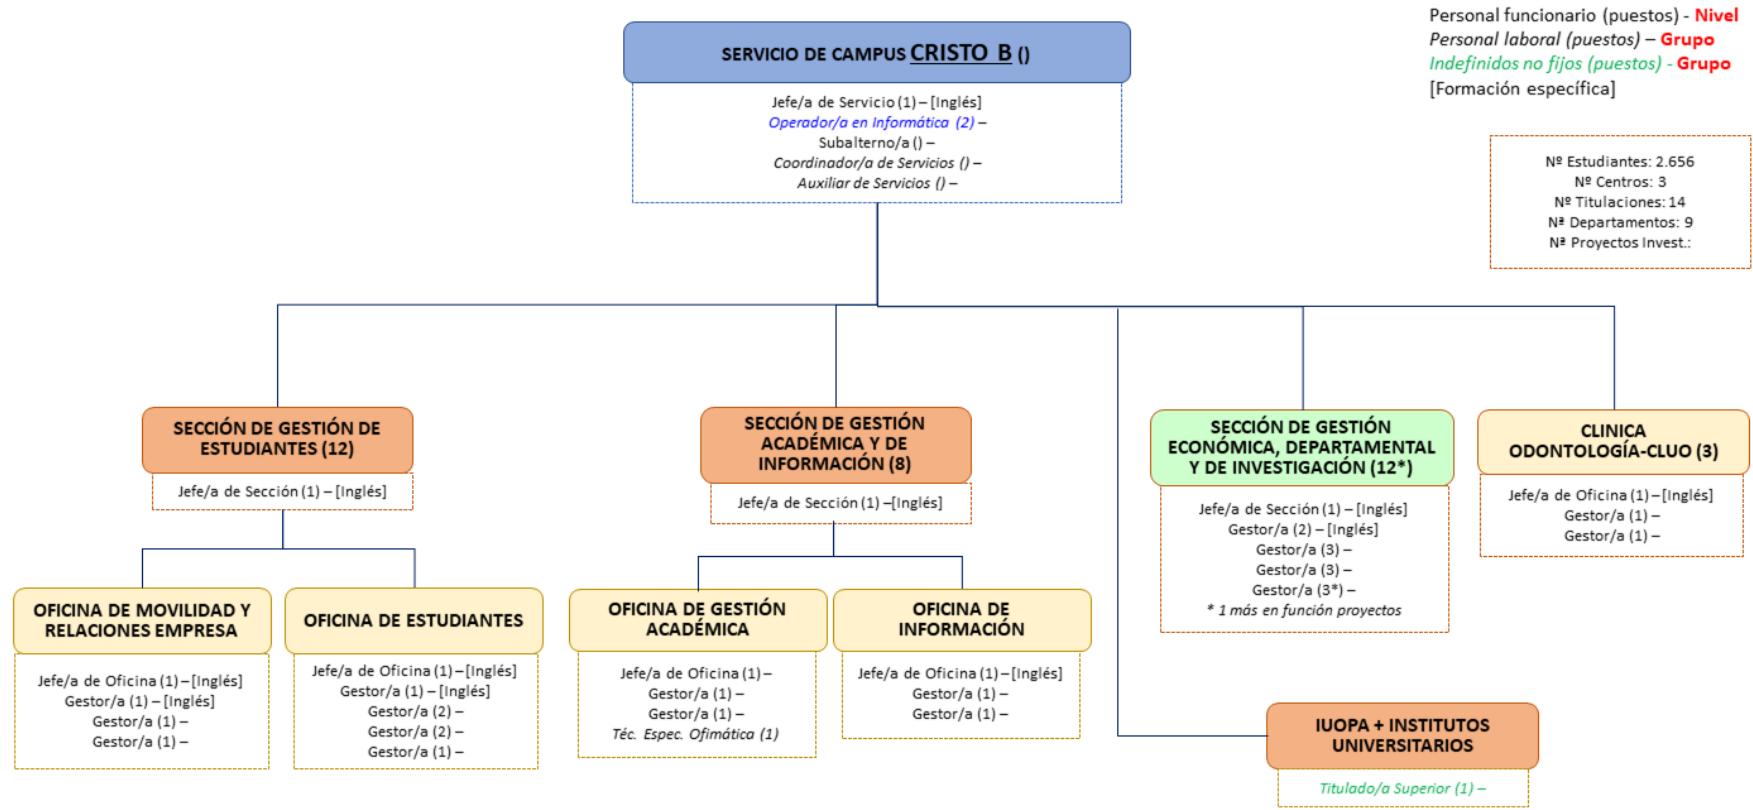 Personal funcionario (puestos) - Nivel
Personal laboral (puestos) – Grupo
Indefinidos no fijos (puestos) - Grupo
[Formación específica]
SERVICIO DE CAMPUS CRISTO B ()
Jefe/a de Servicio (1) – [Inglés]
Operador/a en Informática (2) –
Subalterno/a () –
Coordinador/a de Servicios () –
Auxiliar de Servicios () –
Nº Estudiantes: 2.656
Nº Centros: 3
Nº Titulaciones: 14
Nª Departamentos: 9
Nª Proyectos Invest.:
SECCIÓN DE GESTIÓN DE
ESTUDIANTES (12)
Jefe/a de Sección (1) – [Inglés]
SECCIÓN DE GESTIÓN
ACADÉMICA Y DE
INFORMACIÓN (8)
Jefe/a de Sección (1) –[Inglés]
SECCIÓN DE GESTIÓN
ECONÓMICA, DEPARTAMENTAL
Y DE INVESTIGACIÓN (12*)
Jefe/a de Sección (1) – [Inglés]
Gestor/a (2) – [Inglés]
Gestor/a (3) –
Gestor/a (3) –
Gestor/a (3*) –
* 1 más en función proyectos
CLINICA
ODONTOLOGÍA-CLUO (3)
Jefe/a de Oficina (1) – [Inglés]
Gestor/a (1) –
Gestor/a (1) –
OFICINA DE MOVILIDAD Y
RELACIONES EMPRESA
Jefe/a de Oficina (1) – [Inglés]
Gestor/a (1) – [Inglés]
Gestor/a (1) –
Gestor/a (1) –
OFICINA DE ESTUDIANTES
Jefe/a de Oficina (1) – [Inglés]
Gestor/a (1) – [Inglés]
Gestor/a (2) –
Gestor/a (2) –
Gestor/a (1) –
OFICINA DE GESTIÓN
ACADÉMICA
Jefe/a de Oficina (1) –
Gestor/a (1) –
Gestor/a (1) –
Téc. Espec. Ofimática (1)
OFICINA DE
INFORMACIÓN
Jefe/a de Oficina (1) – [Inglés]
Gestor/a (1) –
Gestor/a (1) –
IUOPA + INSTITUTOS
UNIVERSITARIOS
Titulado/a Superior (1) –